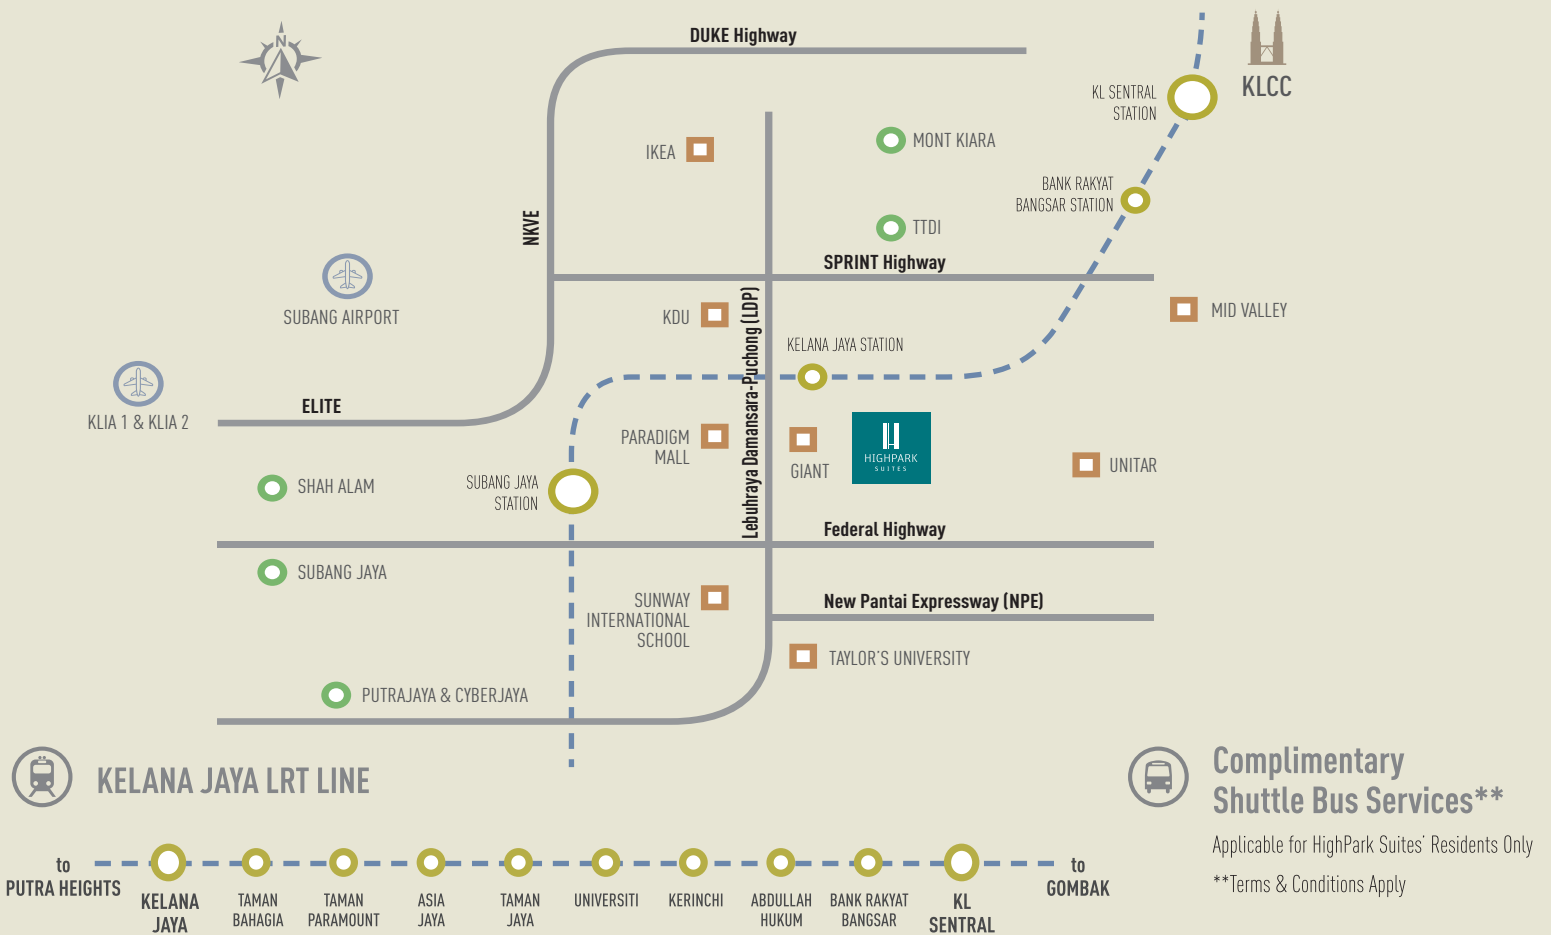 N
DUKE Highway
KLCC
KL SENTRAL
STATION
IKEA
MONT KIARA
BANK RAKYAT
BANGSAR STATION
NKVE
TTDI
SPRINT Highway
SUBANG AIRPORT
KDU
MID VALLEY
Lebuhraya Damansara-Puchong (LDP)
KELANA JAYA STATION
KLIA 1 & KLIA 2
ELITE
PARADIGM
MALL
GIANT
HIGHPARK
SUITES
UNITAR
SHAH ALAM
SUBANG JAYA
STATION
Federal Highway
SUBANG JAYA
SUNWAY
INTERNATIONAL
SCHOOL
New Pantai Expressway (NPE)
TAYLOR'S UNIVERSITY
PUTRAJAYA & CYBERJAYA
KELANA JAYA LRT LINE
Complimentary
Shuttle Bus Services**
Applicable for HighPark Suites' Residents Only
**Terms & Conditions Apply
to
PUTRA HEIGHTS
KELANA
JAYA
TAMAN
BAHAGIA
TAMAN
PARAMOUNT
ASIA
JAYA
TAMAN
JAYA
UNIVERSITI
KERINCHI
ABDULLAH
HUKUM
BANK RAKYAT
BANGSAR
KL
SENTRAL
to
GOMBAK